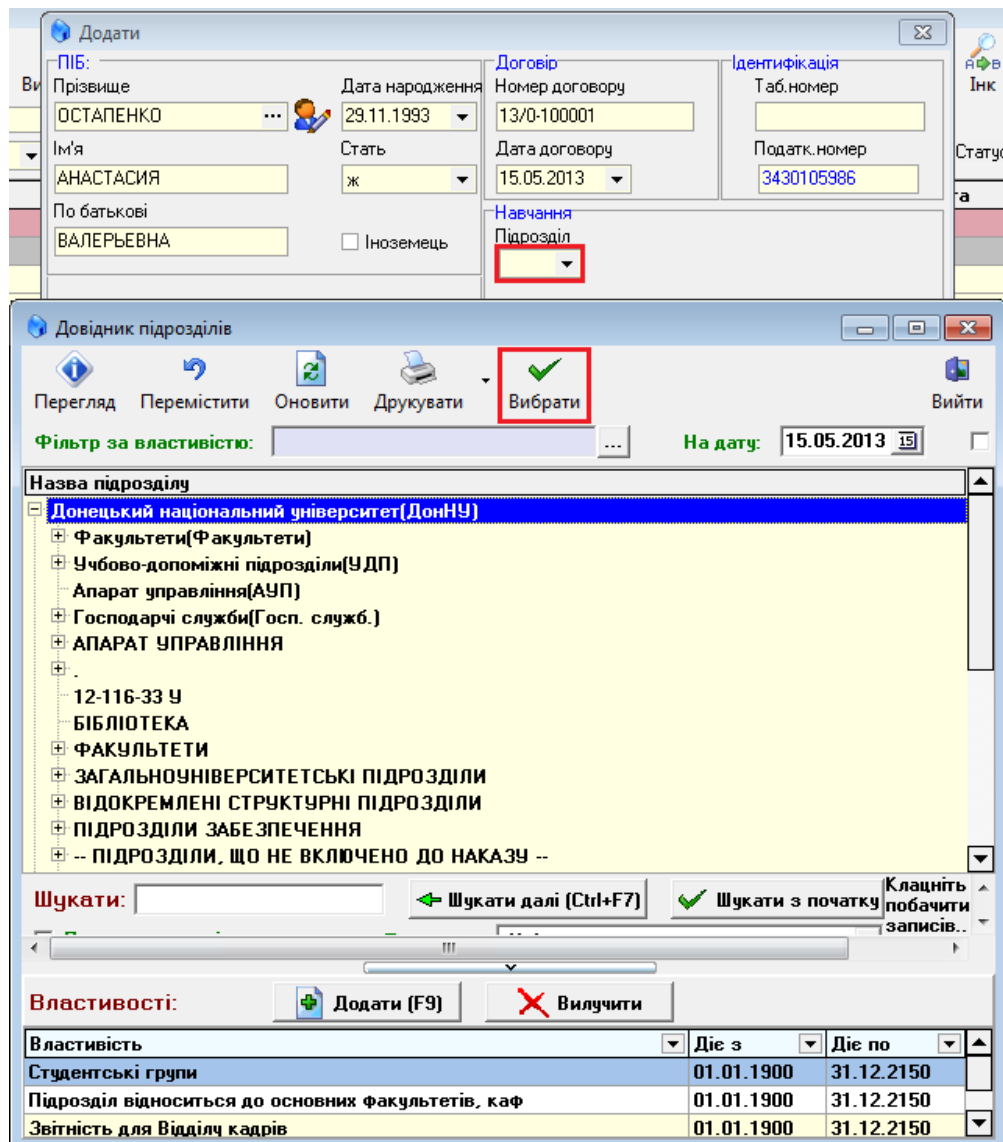 Додати
ПІБ:
Договір
Ідентифікація
Ви
Прізвище
Дата народження
Номер договору
Таб.номер
Інк
ОСТАПЕНКО ...
29.11.1993
13/0-100001
Ім'я
Стать
Дата договору
Податк.номер
Статус
АНАСТАСИЯ
ж
15.05.2013
3430105986
та
По батькові
Навчання
ВАЛЕРЬЕВНА
Іноземець
Підрозділ
Довідник підрозділів
Перегляд
Перемістити
Оновити
Друкувати
Вибрати
Вийти
Фільтр за властивістю:
...
На дату:
15.05.2013
15
Назва підрозділу
Донецький національний університет(ДонНУ)
Факультети(Факультети)
Учбово-допоміжні підрозділи(УДП)
Апарат управління(АУП)
Господарчі служби(Госп. служб.)
АПАРАТ УПРАВЛІННЯ
.
12-116-33 У
БІБЛІОТЕКА
ФАКУЛЬТЕТИ
ЗАГАЛЬНОУНІВЕРСИТЕТСЬКІ ПІДРОЗДІЛИ
ВІДОКРЕМЛЕНІ СТРУКТУРНІ ПІДРОЗДІЛИ
ПІДРОЗДІЛИ ЗАБЕЗПЕЧЕННЯ
-- ПІДРОЗДІЛИ, ЩО НЕ ВКЛЮЧЕНО ДО НАКАЗУ --
Шукати:
Шукати далі (Ctrl+F7)
Шукати з початку
Клацніть
побачити
записів..
Властивості:
Додати (F9)
Вилучити
Властивість
Діє з
Діє по
Студентські групи 01.01.1900 31.12.2150
Підрозділ відноситься до основних факультетів, каф 01.01.1900 31.12.2150
Звітність для Відділу кадрів 01.01.1900 31.12.2150